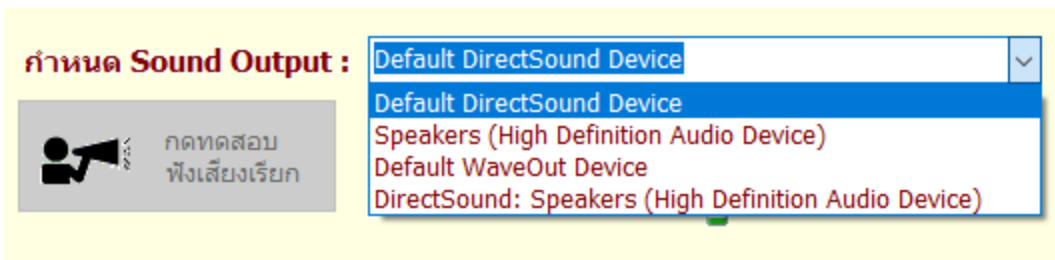 กำหนด Sound Output :
Default DirectSound Device
Default DirectSound Device
Speakers (High Definition Audio Device)
Default WaveOut Device
DirectSound: Speakers (High Definition Audio Device)
กดทดสอบ
ฟังเสียงเรียก